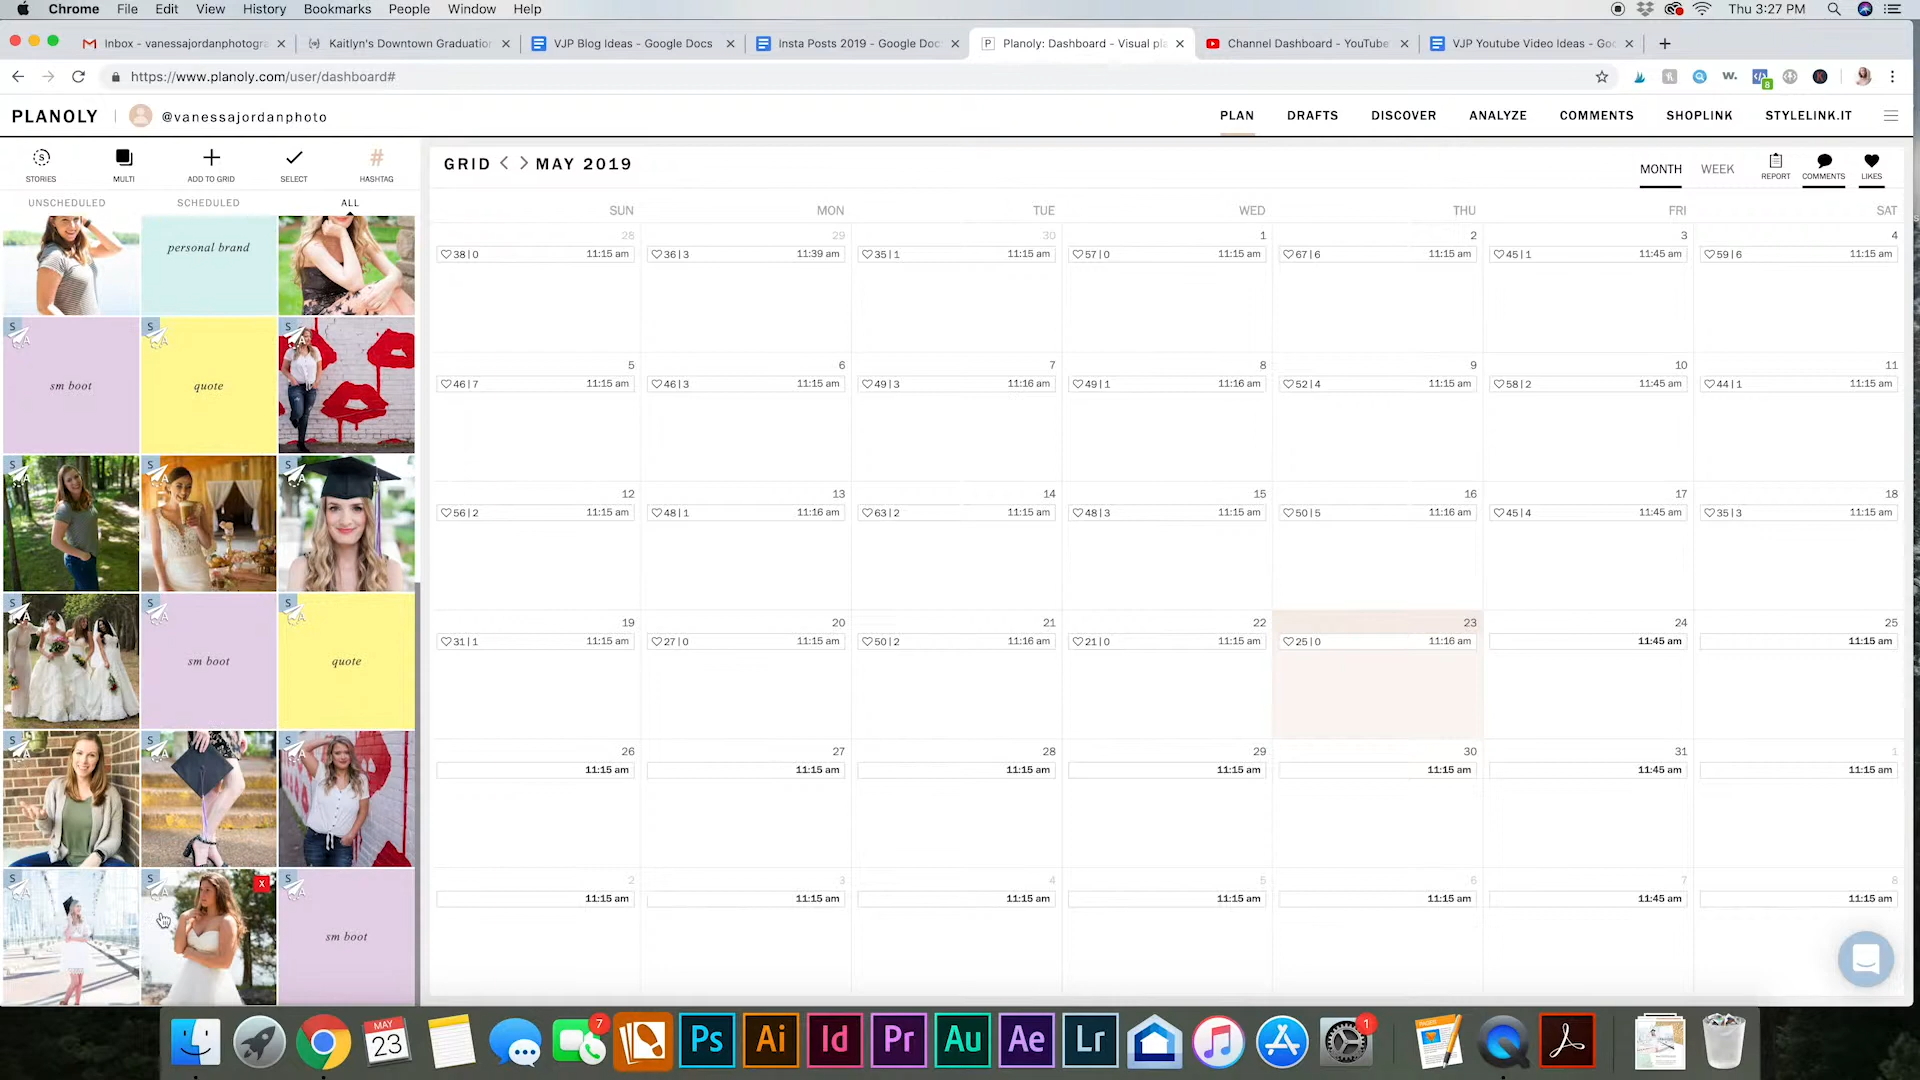 Chrome File Edit View History Bookmarks People Window Help Thu 3:27 PM
Inbox - vanessajordanphotogra
Kaitlyn's Downtown Graduation
VJP Blog Ideas - Google Docs
Insta Posts 2019 - Google Doc
Planoly: Dashboard - Visual pla
Channel Dashboard - YouTube
VJP Youtube Video Ideas - Goo
https://www.planoly.com/user/dashboard#
PLANOLY @vanessajordanphoto PLAN DRAFTS DISCOVER ANALYZE COMMENTS SHOPLINK STYLELINK.IT
STORIES MULTI ADD TO GRID SELECT HASHTAG
UNSCHEDULED SCHEDULED ALL
GRID < > MAY 2019 MONTH WEEK REPORT COMMENTS LIKES
SUN MON TUE WED THU FRI SAT
28 29 30 1 2 3 4
38|0 11:15 am 36|3 11:39 am 35|1 11:15 am 57|0 11:15 am 67|6 11:15 am 45|1 11:45 am 59|6 11:15 am
5 6 7 8 9 10 11
46|7 11:15 am 46|3 11:15 am 49|3 11:16 am 49|1 11:16 am 52|4 11:15 am 58|2 11:45 am 44|1 11:15 am
12 13 14 15 16 17 18
56|2 11:15 am 48|1 11:16 am 63|2 11:15 am 48|3 11:15 am 50|5 11:16 am 45|4 11:45 am 35|3 11:15 am
19 20 21 22 23 24 25
31|1 11:15 am 27|0 11:15 am 50|2 11:16 am 21|0 11:15 am 25|0 11:16 am 11:45 am 11:15 am
26 27 28 29 30 31 1
11:15 am 11:15 am 11:15 am 11:15 am 11:15 am 11:45 am 11:15 am
2 3 4 5 6 7 8
11:15 am 11:15 am 11:15 am 11:15 am 11:15 am 11:45 am 11:15 am
personal brand
S S S
sm boot quote
S S S
S S S
sm boot quote
S S S
S S X S
sm boot
MAY
23
7
Ps Ai Id Pr Au Ae Lr
1